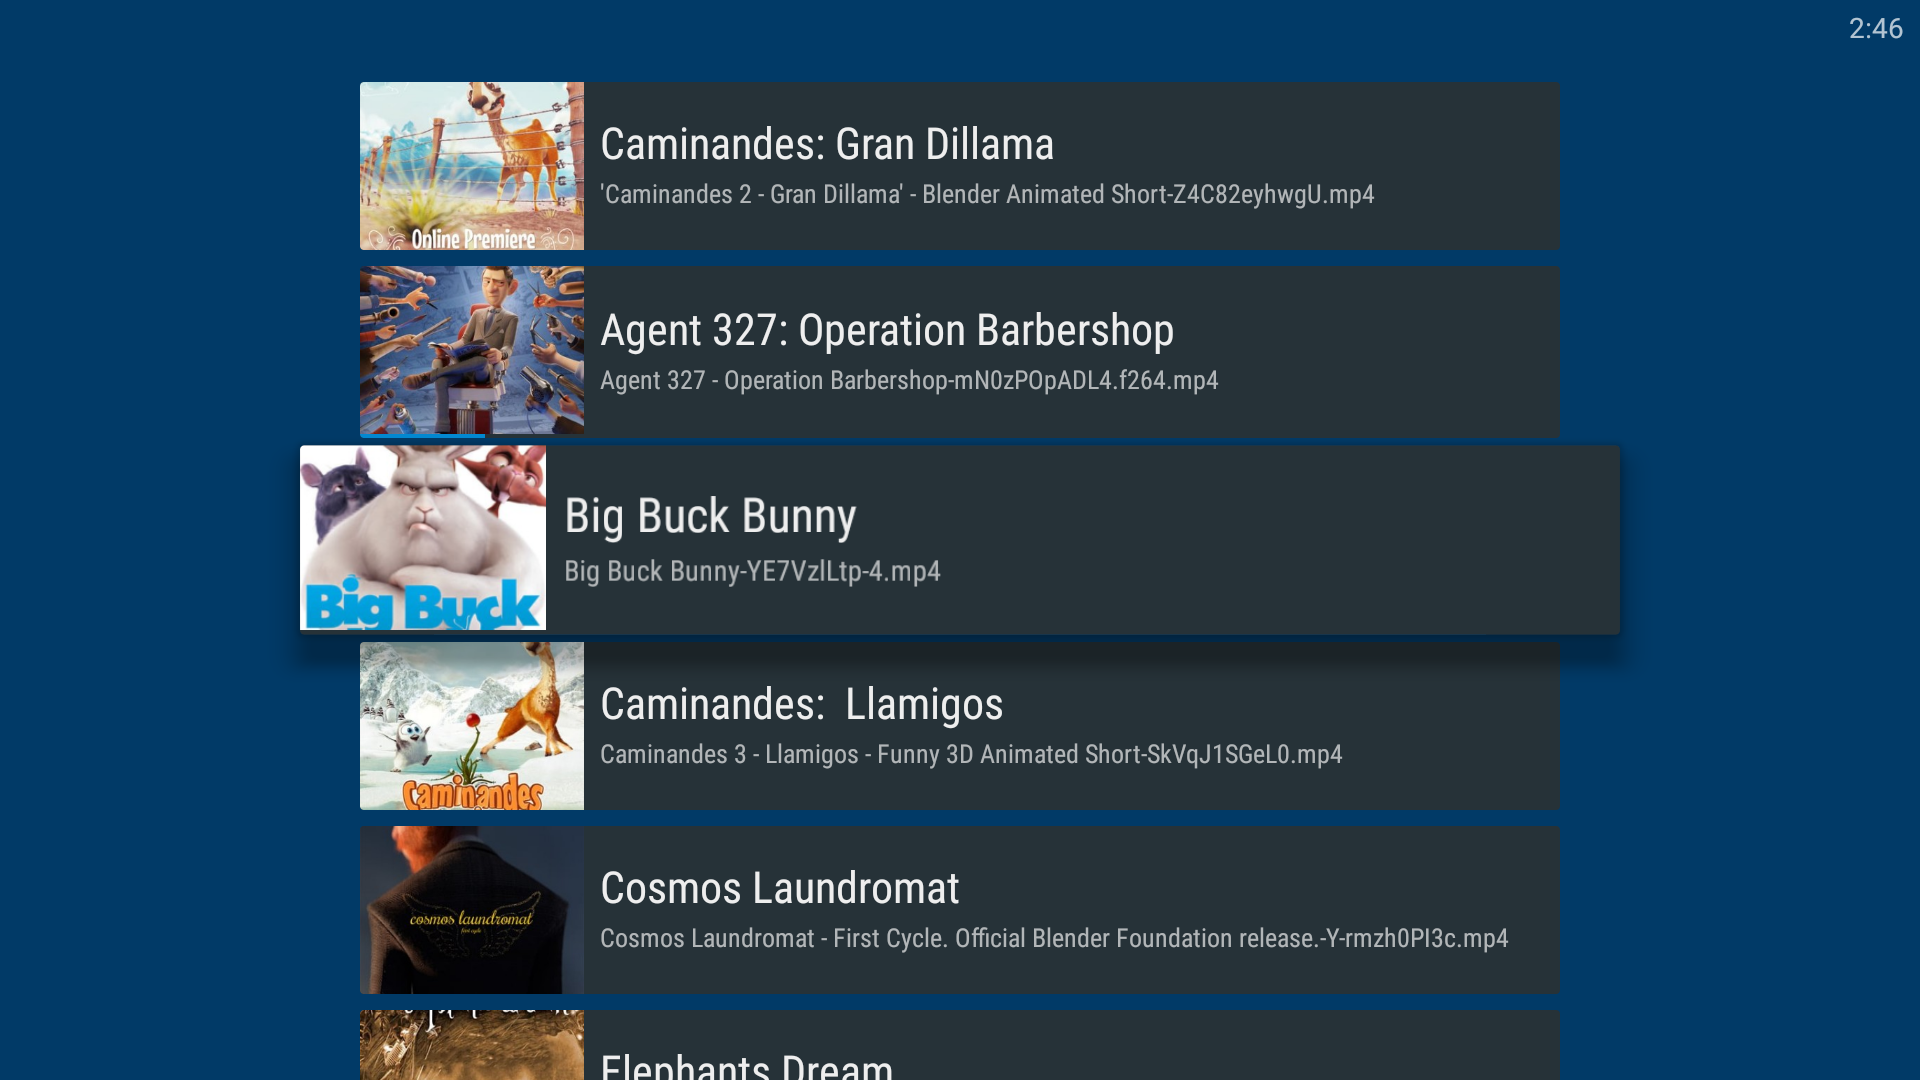 2:46
Online Premiere
Caminandes: Gran Dillama
'Caminandes 2 - Gran Dillama' - Blender Animated Short-Z4C82eyhwgU.mp4
Agent 327: Operation Barbershop
Agent 327 - Operation Barbershop-mN0zPOpADL4.f264.mp4
Big Buck
Big Buck Bunny
Big Buck Bunny-YE7VzlLtp-4.mp4
Caminandes
Caminandes:  Llamigos
Caminandes 3 - Llamigos - Funny 3D Animated Short-SkVqJ1SGeL0.mp4
cosmos laundromat
first cycle
Cosmos Laundromat
Cosmos Laundromat - First Cycle. Official Blender Foundation release.-Y-rmzh0PI3c.mp4
Elephants Dream